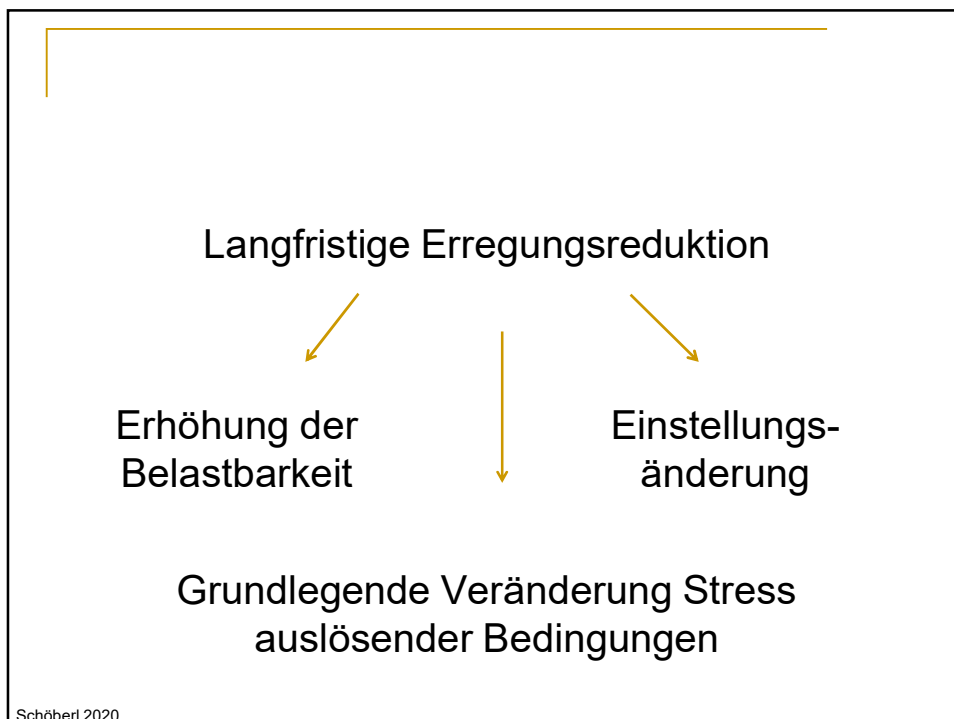 Langfristige Erregungsreduktion
Erhöhung der
Belastbarkeit
Einstellungs-
änderung
Grundlegende Veränderung Stress
auslösender Bedingungen
Schöberl 2020